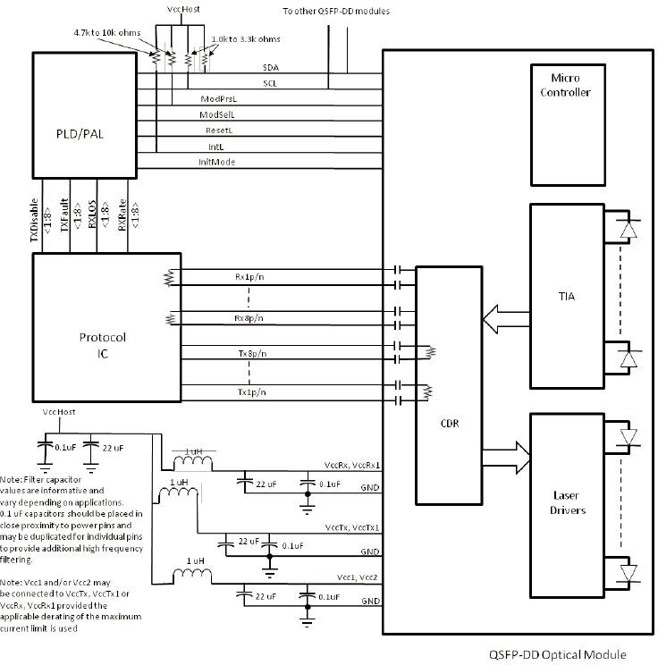 VccHost
To other QSFP-DD modules
4.7k to 10k ohms
1.0k to 3.3k ohms
SDA
SCL
ModPrsL
ModSelL
ResetL
IntL
InitMode
PLD/PAL
Micro
Controller
TXDisable
<1:8>
TXFault
<1:8>
RXLOS
<1:8>
RXRate
<1:8>
Rx1p/n
Rx8p/n
Tx8p/n
Tx1p/n
Protocol
IC
TIA
CDR
Laser
Drivers
VccHost
0.1uF
22 uF
1 uH
VccRx, VccRx1
22 uF
0.1uF
GND
1 uH
VccTx, VccTx1
22 uF
0.1uF
GND
1 uH
Vcc1, Vcc2
22 uF
0.1uF
GND
Note: Filter capacitor
values are informative and
vary depending on applications.
0.1 uf capacitors should be placed in
close proximity to power pins and
may be duplicated for individual pins
to provide additional high frequency
filtering.
Note: Vcc1 and/or Vcc2 may
be connected to VccTx, VccTx1 or
VccRx, VccRx1 provided the
applicable derating of the maximum
current limit is used
QSFP-DD Optical Module